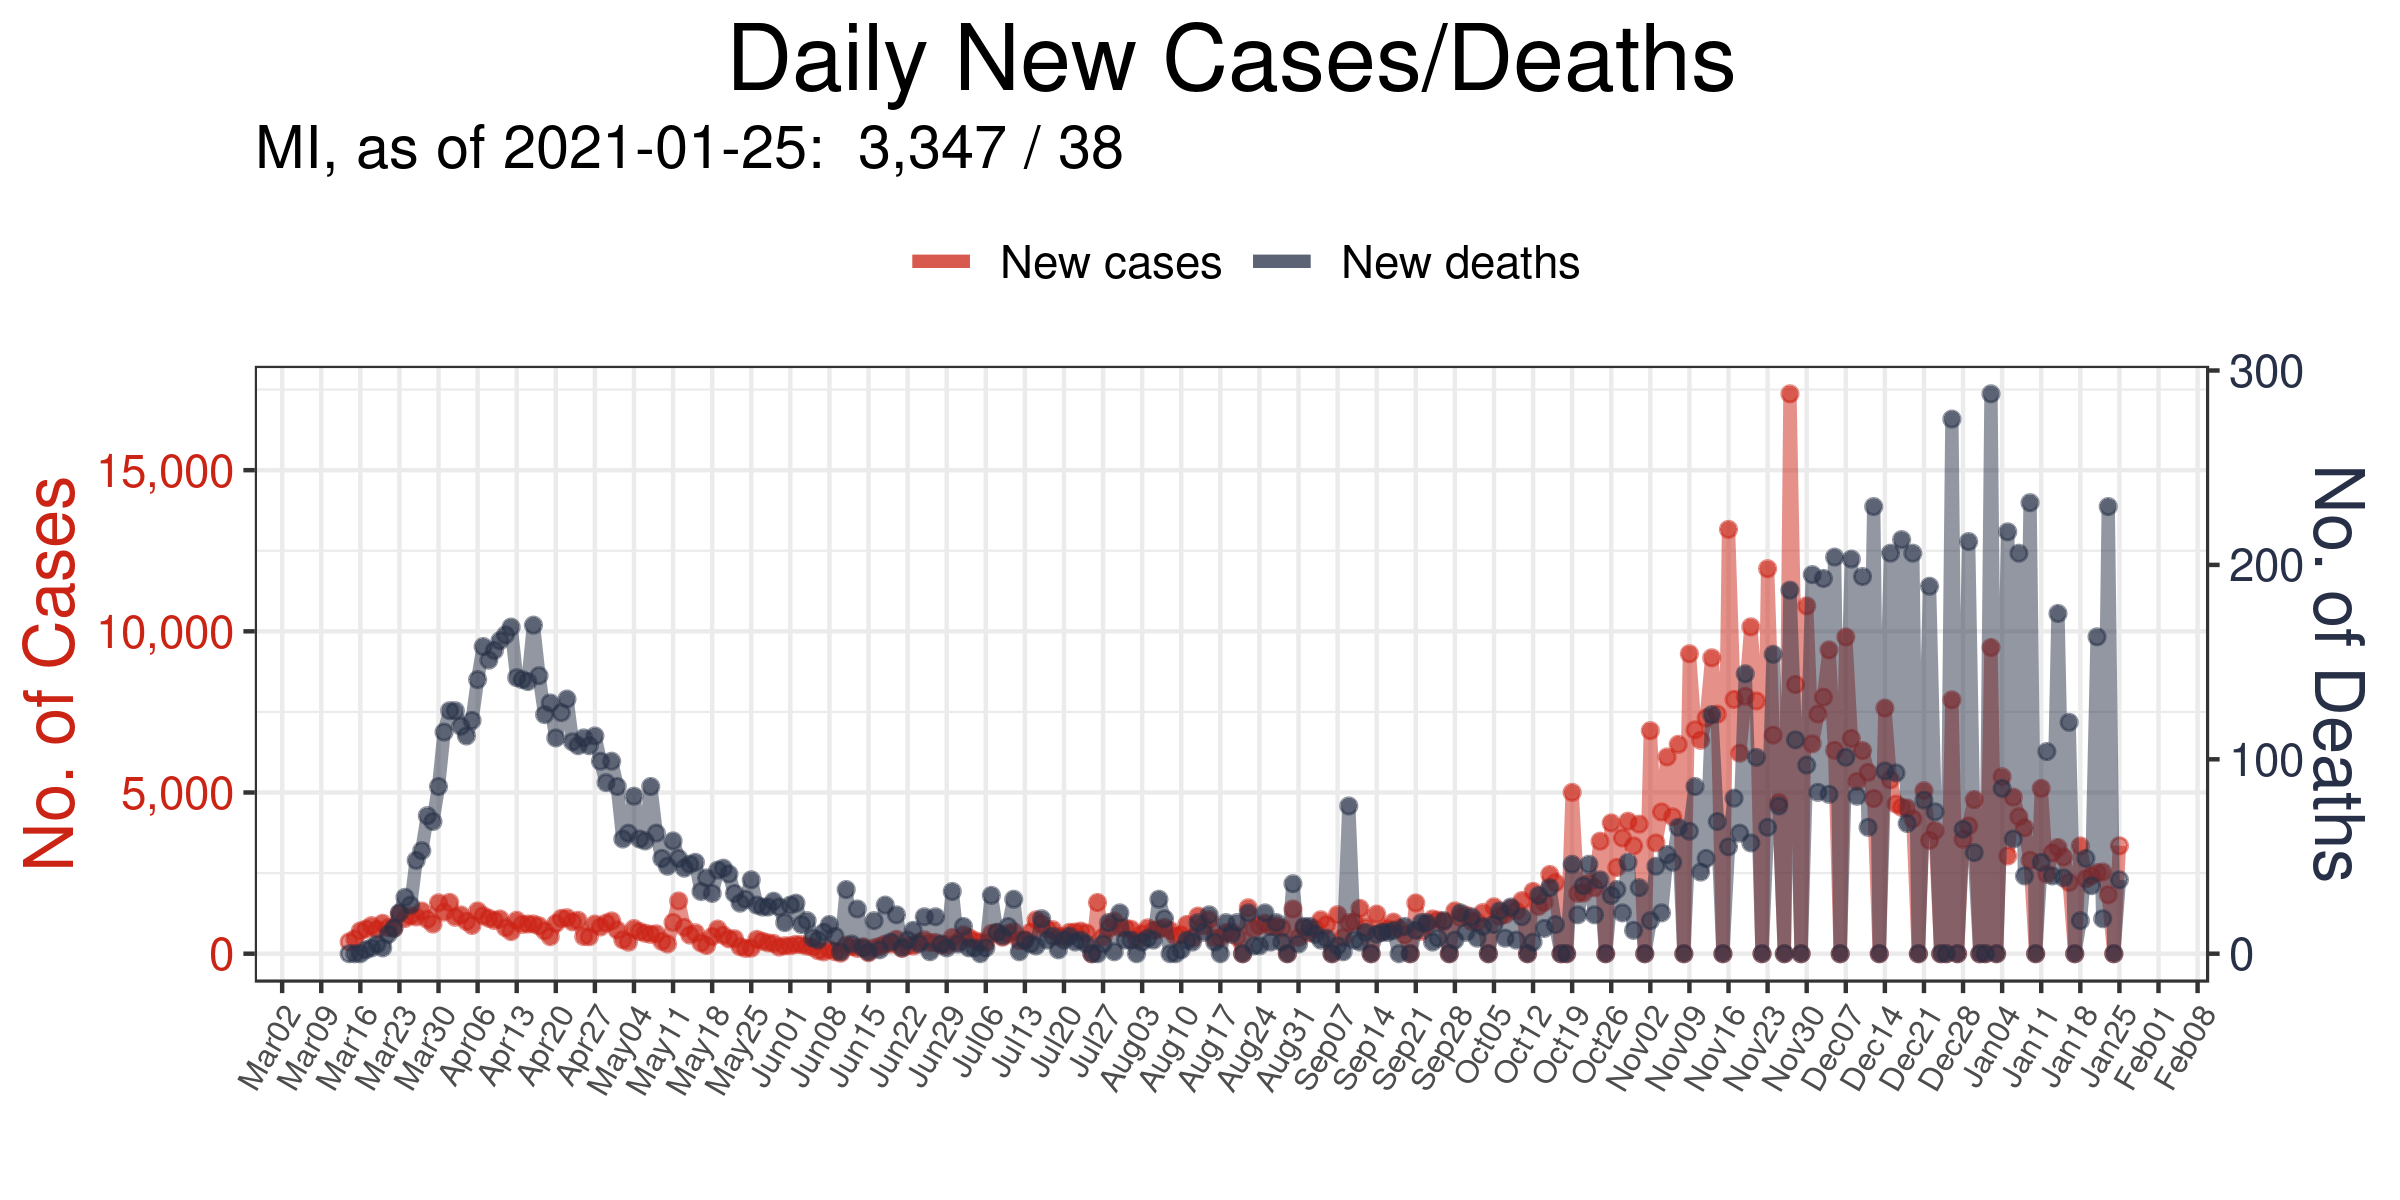 Daily New Cases/Deaths
MI, as of 2021-01-25: 3,347 / 38
New cases
New deaths
No. of Cases
15,000
10,000
5,000
0
300
200
100
0
No. of Deaths
Mar02
Mar09
Mar16
Mar23
Mar30
Apr06
Apr13
Apr20
Apr27
May04
May11
May18
May25
Jun01
Jun08
Jun15
Jun22
Jun29
Jul06
Jul13
Jul20
Jul27
Aug03
Aug10
Aug17
Aug24
Aug31
Sep07
Sep14
Sep21
Sep28
Oct05
Oct12
Oct19
Oct26
Nov02
Nov09
Nov16
Nov23
Nov30
Dec07
Dec14
Dec21
Dec28
Jan04
Jan11
Jan18
Jan25
Feb01
Feb08